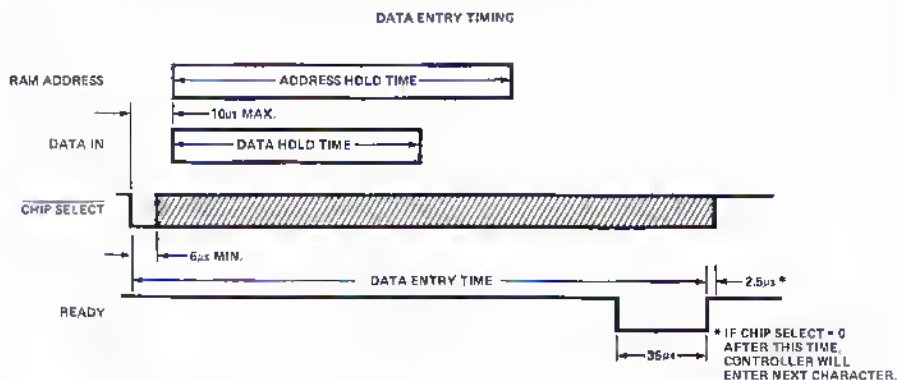 DATA ENTRY TIMING
RAM ADDRESS
ADDRESS HOLD TIME
10μs MAX.
DATA IN
DATA HOLD TIME
CHIP SELECT
6μs MIN.
DATA ENTRY TIME
2.5μs *
READY
35μs
* IF CHIP SELECT = 0
AFTER THIS TIME,
CONTROLLER WILL
ENTER NEXT CHARACTER.